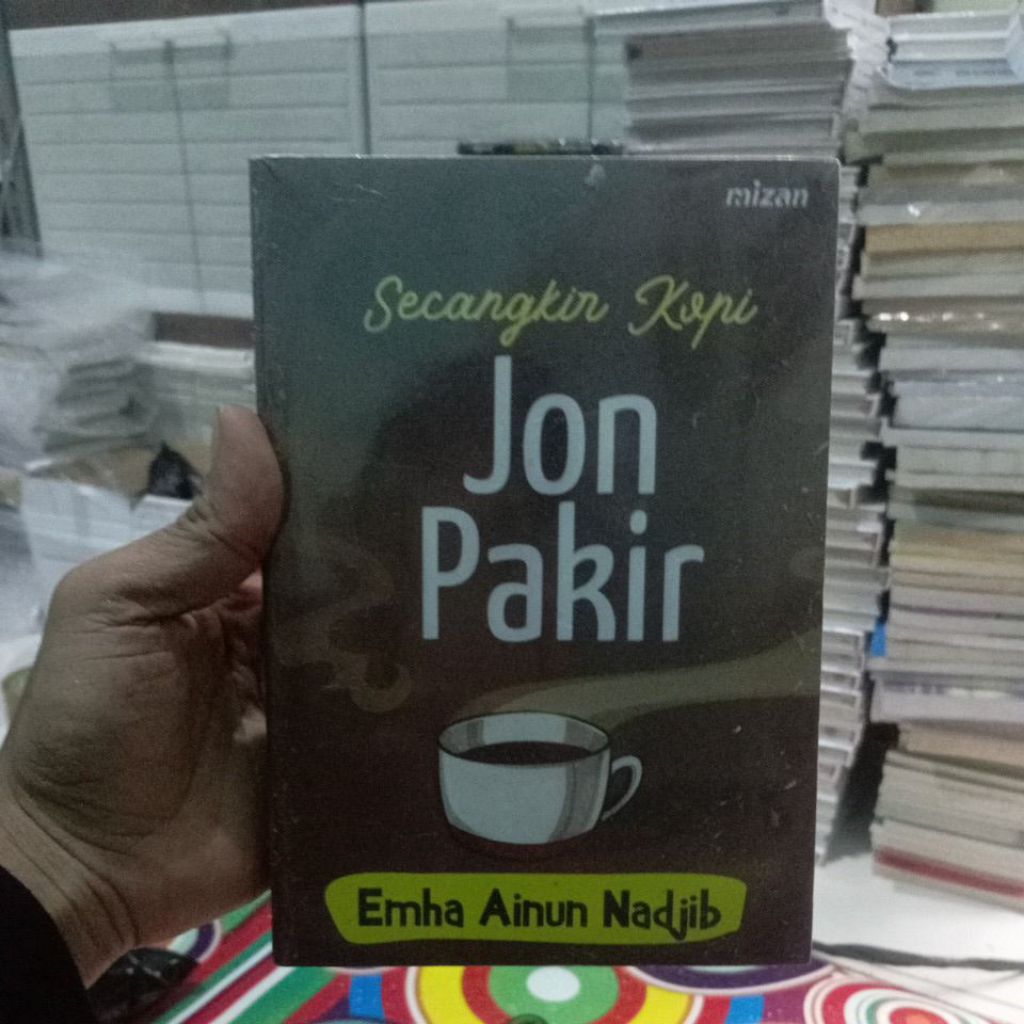 mizan
Secangkir Kopi
Jon
Pakir
Emha Ainun Nadjib